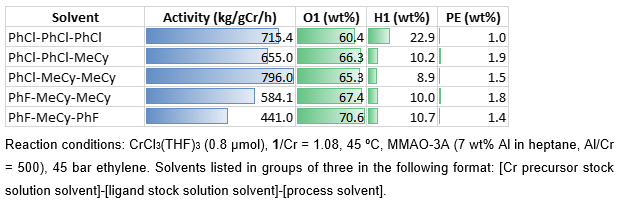 Solvent Activity (kg/gCr/h) O1 (wt%) H1 (wt%) PE (wt%)
PhCl-PhCl-PhCl 715.4 60.4 22.9 1.0
PhCl-PhCl-MeCy 655.0 66.3 10.2 1.9
PhCl-MeCy-MeCy 796.0 65.3 8.9 1.5
PhF-MeCy-MeCy 584.1 67.4 10.0 1.8
PhF-MeCy-PhF 441.0 70.6 10.7 1.4
Reaction conditions: CrCl₃(THF)₃ (0.8 μmol), 1/Cr = 1.08, 45 ºC, MMAO-3A (7 wt% Al in heptane, Al/Cr
= 500), 45 bar ethylene. Solvents listed in groups of three in the following format: [Cr precursor stock
solution solvent]-[ligand stock solution solvent]-[process solvent].